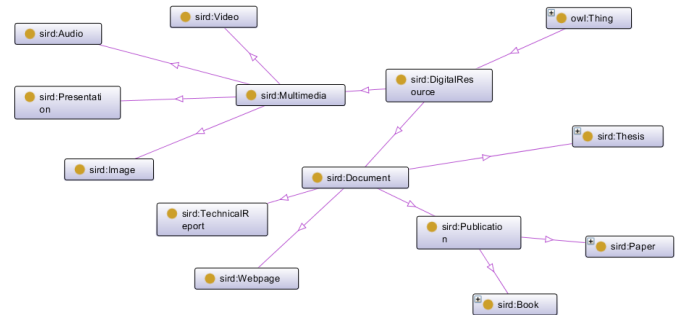 sird:Video
owl:Thing
sird:Audio
sird:DigitalRes
ource
sird:Multimedia
sird:Presentati
on
sird:Thesis
sird:Image
sird:Document
sird:TechnicalR
eport
sird:Publicatio
n
sird:Paper
sird:Webpage
sird:Book